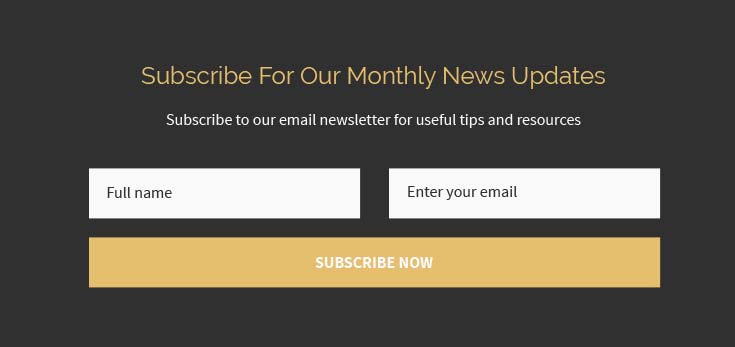 Subscribe For Our Monthly News Updates
Subscribe to our email newsletter for useful tips and resources
Full name
Enter your email
SUBSCRIBE NOW